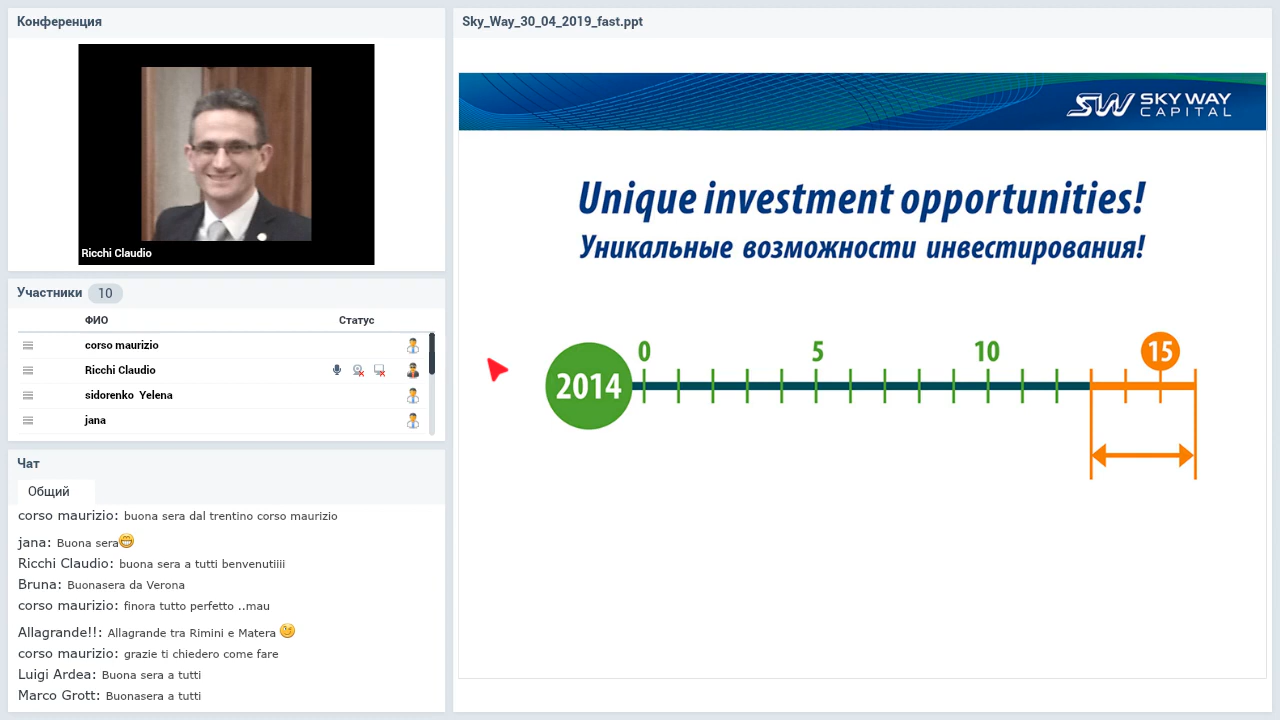 Конференция
Ricchi Claudio
Участники 10
ФИО Статус
corso maurizio
Ricchi Claudio
sidorenko Yelena
jana
Чат
Общий
corso maurizio: buona sera dal trentino corso maurizio
jana: Buona sera
Ricchi Claudio: buona sera a tutti benvenutiiii
Bruna: Buonasera da Verona
corso maurizio: finora tutto perfetto ..mau
Allagrande!!: Allagrande tra Rimini e Matera
corso maurizio: grazie ti chiedero come fare
Luigi Ardea: Buona sera a tutti
Marco Grott: Buonasera a tutti
Sky_Way_30_04_2019_fast.ppt
SW SKY WAY
CAPITAL
Unique investment opportunities!
Уникальные возможности инвестирования!
0 5 10 15
2014